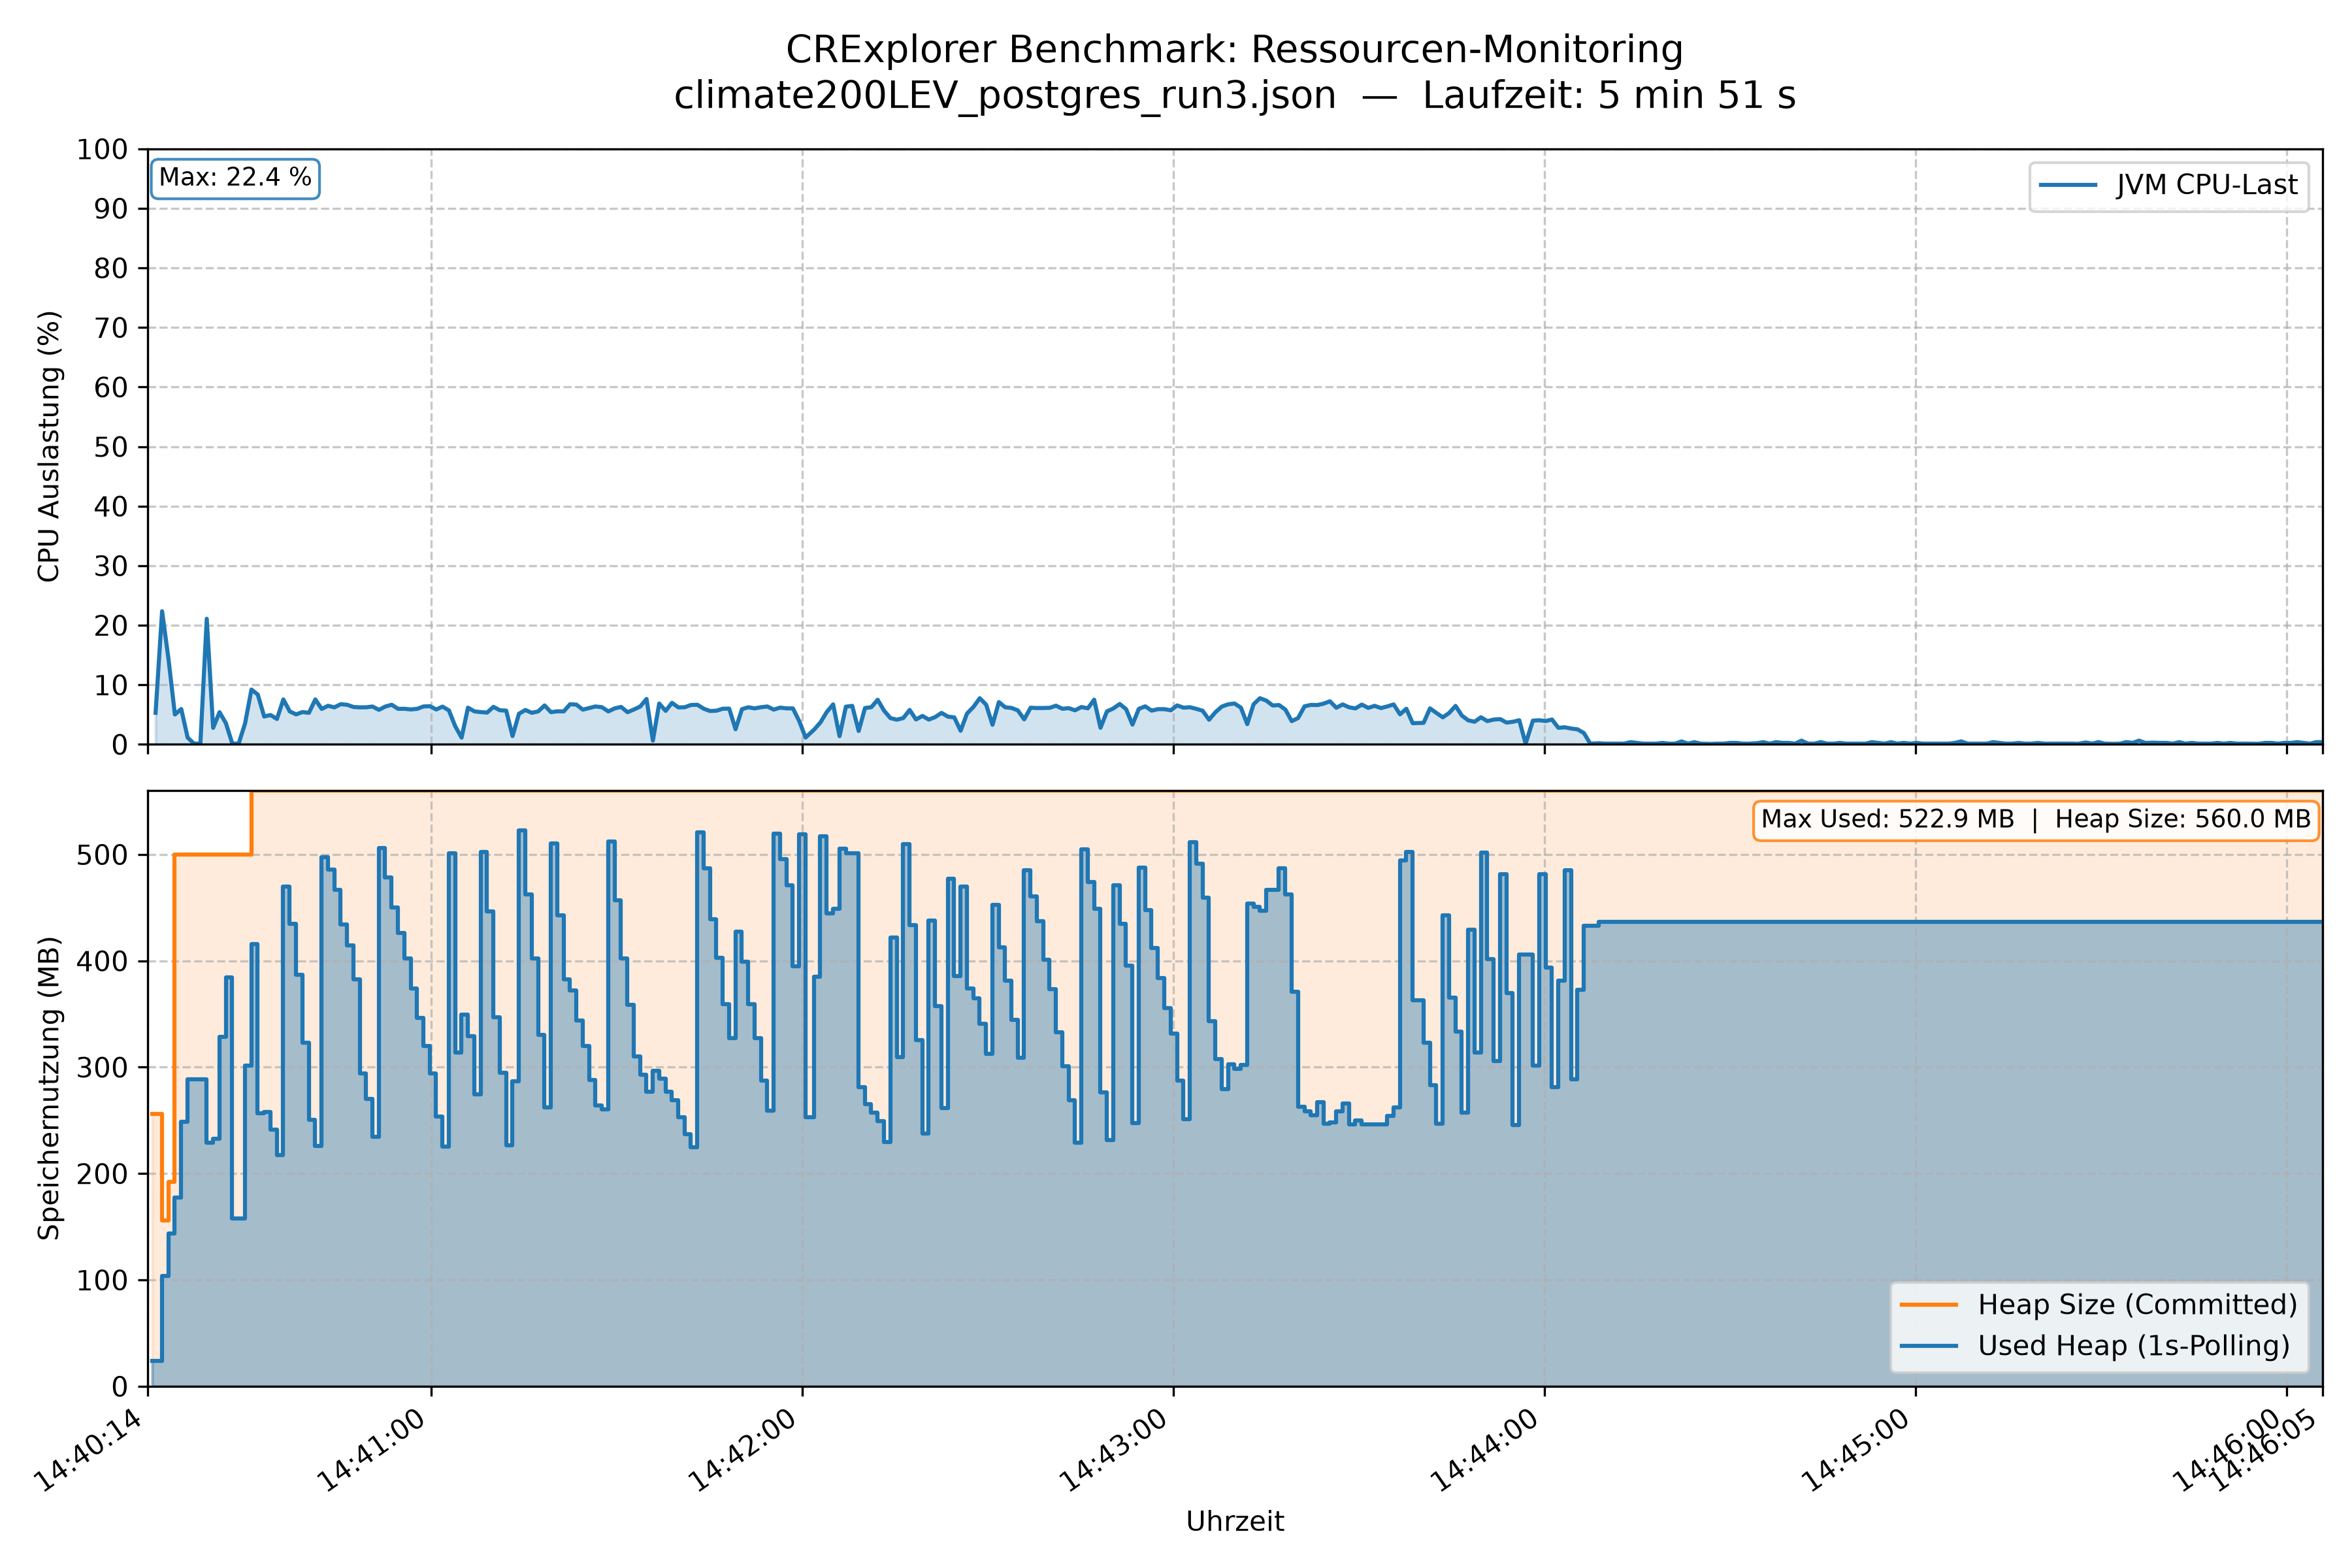 CRExplorer Benchmark: Ressourcen-Monitoring
climate200LEV_postgres_run3.json — Laufzeit: 5 min 51 s
Max: 22.4 %
JVM CPU-Last
CPU Auslastung (%)
100
90
80
70
60
50
40
30
20
10
0
Max Used: 522.9 MB | Heap Size: 560.0 MB
Speichernutzung (MB)
500
400
300
200
100
0
Heap Size (Committed)
Used Heap (1s-Polling)
14:40:14
14:41:00
14:42:00
14:43:00
14:44:00
14:45:00
14:46:00
14:46:05
Uhrzeit